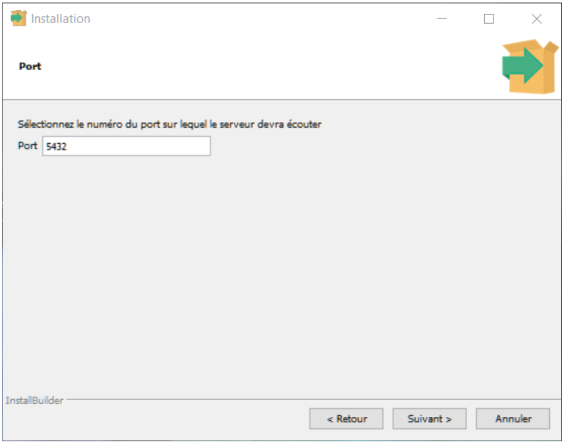 Installation
Port
Sélectionnez le numéro du port sur lequel le serveur devra écouter
Port 5432
InstallBuilder
< Retour Suivant > Annuler